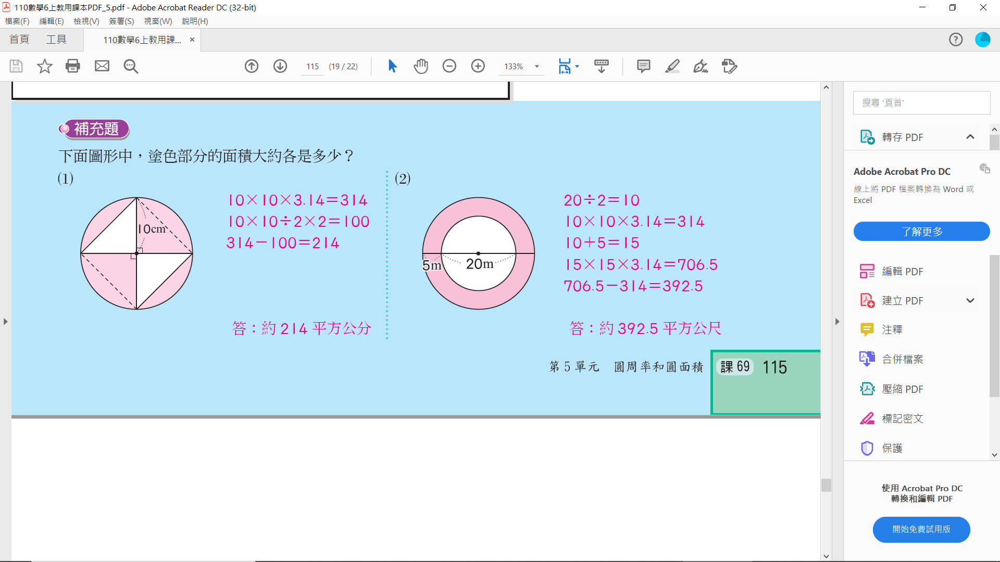 110數學6上教用課本PDF_5.pdf - Adobe Acrobat Reader DC (32-bit)
檔案(F) 編輯(E) 檢視(V) 簽署(S) 視窗(W) 說明(H)
首頁 工具 110數學6上教用課...
115 (19 / 22) 133%
補充題
下面圖形中，塗色部分的面積大約各是多少？
(1)
10cm
10×10×3.14=314
10×10÷2×2=100
314-100=214
答：約 214 平方公分
(2)
5m
20m
20÷2=10
10×10×3.14=314
10+5=15
15×15×3.14=706.5
706.5-314=392.5
答：約 392.5 平方公尺
第 5 單元 圓周率和圓面積 課 69 115
搜尋 '頁首'
轉存 PDF
Adobe Acrobat Pro DC
線上將 PDF 檔案轉換為 Word 或
Excel
了解更多
編輯 PDF
建立 PDF
注釋
合併檔案
壓縮 PDF
標記密文
保護
使用 Acrobat Pro DC
轉換和編輯 PDF
開始免費試用版